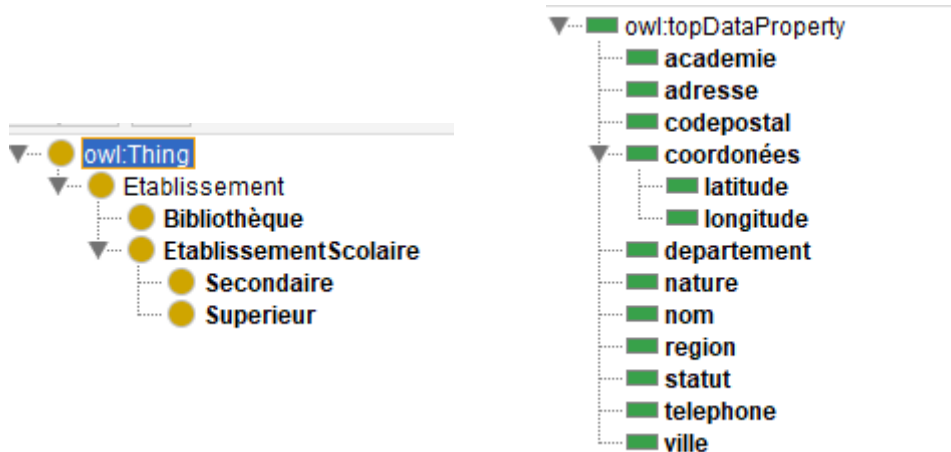 owl:Thing
Etablissement
Bibliothèque
EtablissementScolaire
Secondaire
Superieur
owl:topDataProperty
academie
adresse
codepostal
coordonées
latitude
longitude
departement
nature
nom
region
statut
telephone
ville